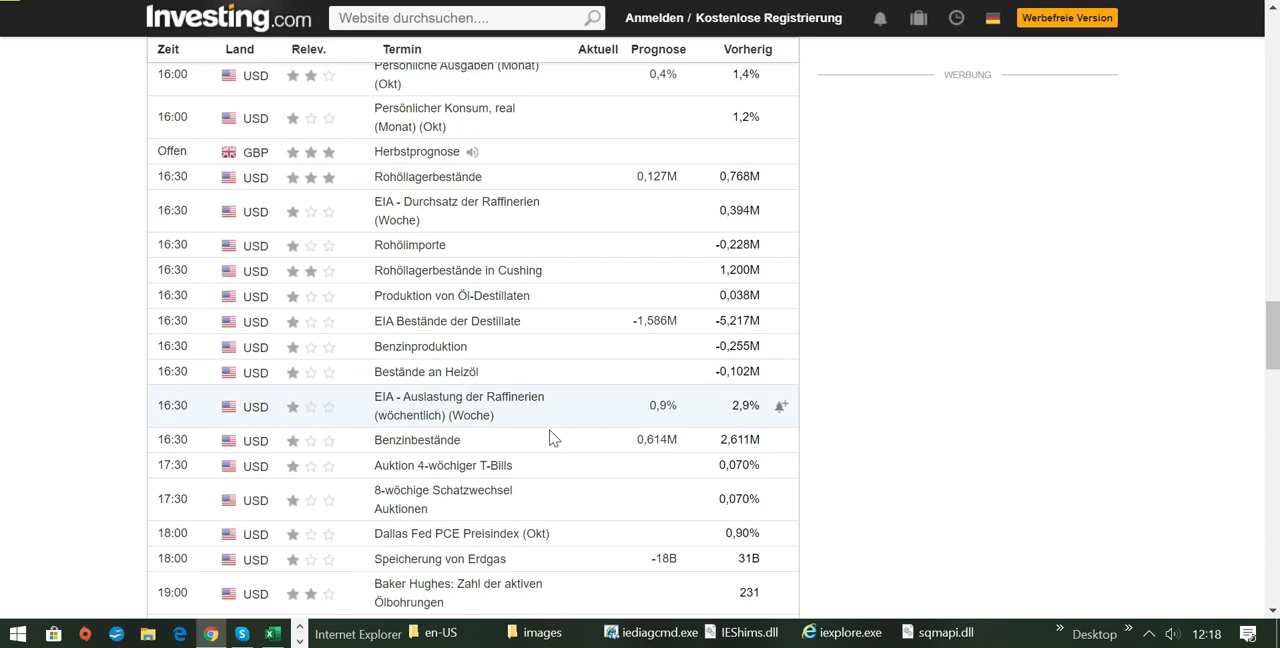 Investing.com Website durchsuchen.... Anmelden / Kostenlose Registrierung Werbefreie Version
Zeit Land Relev. Termin Aktuell Prognose Vorherig
WERBUNG
16:00 USD Persönliche Ausgaben (Monat) 0,4% 1,4%
(Okt)
16:00 USD Persönlicher Konsum, real 1,2%
(Monat) (Okt)
Offen GBP Herbstprognose
16:30 USD Rohöllagerbestände 0,127M 0,768M
16:30 USD EIA - Durchsatz der Raffinerien 0,394M
(Woche)
16:30 USD Rohölimporte -0,228M
16:30 USD Rohöllagerbestände in Cushing 1,200M
16:30 USD Produktion von Öl-Destillaten 0,038M
16:30 USD EIA Bestände der Destillate -1,586M -5,217M
16:30 USD Benzinproduktion -0,255M
16:30 USD Bestände an Heizöl -0,102M
16:30 USD EIA - Auslastung der Raffinerien 0,9% 2,9%
(wöchentlich) (Woche)
16:30 USD Benzinbestände 0,614M 2,611M
17:30 USD Auktion 4-wöchiger T-Bills 0,070%
17:30 USD 8-wöchige Schatzwechsel 0,070%
Auktionen
18:00 USD Dallas Fed PCE Preisindex (Okt) 0,90%
18:00 USD Speicherung von Erdgas -18B 31B
19:00 USD Baker Hughes: Zahl der aktiven 231
Ölbohrungen
Internet Explorer en-US images iediagcmd.exe IEShims.dll iexplore.exe sqmapi.dll Desktop 12:18